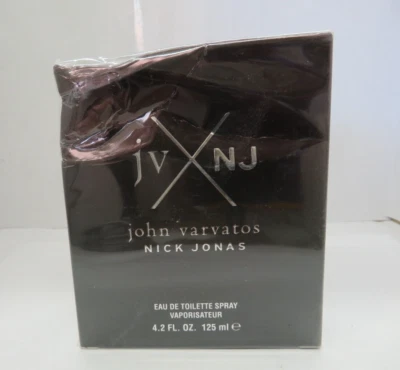 jv X NJ
john varvatos
NICK JONAS
EAU DE TOILETTE SPRAY
VAPORISATEUR
4.2 FL. OZ. 125 ml ℮